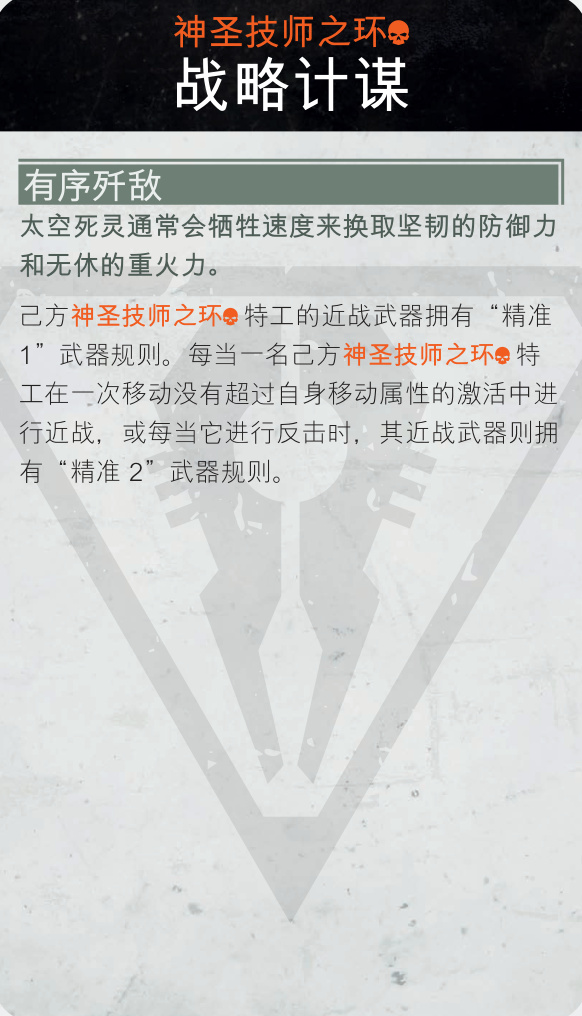 神圣技师之环
战略计谋
有序歼敌
太空死灵通常会牺牲速度来换取坚韧的防御力
和无休的重火力。
己方神圣技师之环特工的近战武器拥有“精准
1”武器规则。每当一名己方神圣技师之环特
工在一次移动没有超过自身移动属性的激活中进
行近战，或每当它进行反击时，其近战武器则拥
有“精准 2”武器规则。